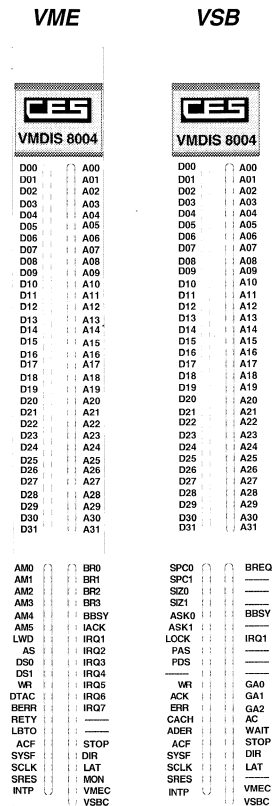 VME VSB
CES CES
VMDIS 8004 VMDIS 8004
D00 A00 D00 A00
D01 A01 D01 A01
D02 A02 D02 A02
D03 A03 D03 A03
D04 A04 D04 A04
D05 A05 D05 A05
D06 A06 D06 A06
D07 A07 D07 A07
D08 A08 D08 A08
D09 A09 D09 A09
D10 A10 D10 A10
D11 A11 D11 A11
D12 A12 D12 A12
D13 A13 D13 A13
D14 A14 D14 A14
D15 A15 D15 A15
D16 A16 D16 A16
D17 A17 D17 A17
D18 A18 D18 A18
D19 A19 D19 A19
D20 A20 D20 A20
D21 A21 D21 A21
D22 A22 D22 A22
D23 A23 D23 A23
D24 A24 D24 A24
D25 A25 D25 A25
D26 A26 D26 A26
D27 A27 D27 A27
D28 A28 D28 A28
D29 A29 D29 A29
D30 A30 D30 A30
D31 A31 D31 A31
AM0 BR0 SPC0 BREQ
AM1 BR1 SPC1 ———
AM2 BR2 SIZ0 ———
AM3 BR3 SIZ1 ———
AM4 BBSY ASK0 BBSY
AM5 IACK ASK1 ———
LWD IRQ1 LOCK IRQ1
AS IRQ2 PAS ———
DS0 IRQ3 PDS ———
DS1 IRQ4 ——— ———
WR IRQ5 WR GA0
DTAC IRQ6 ACK GA1
BERR IRQ7 ERR GA2
RETY ——— CACH AC
LBTO ——— ADER WAIT
ACF STOP ACF STOP
SYSF DIR SYSF DIR
SCLK LAT SCLK LAT
SRES MON SRES ———
INTP VMEC INTP VMEC
VSBC VSBC